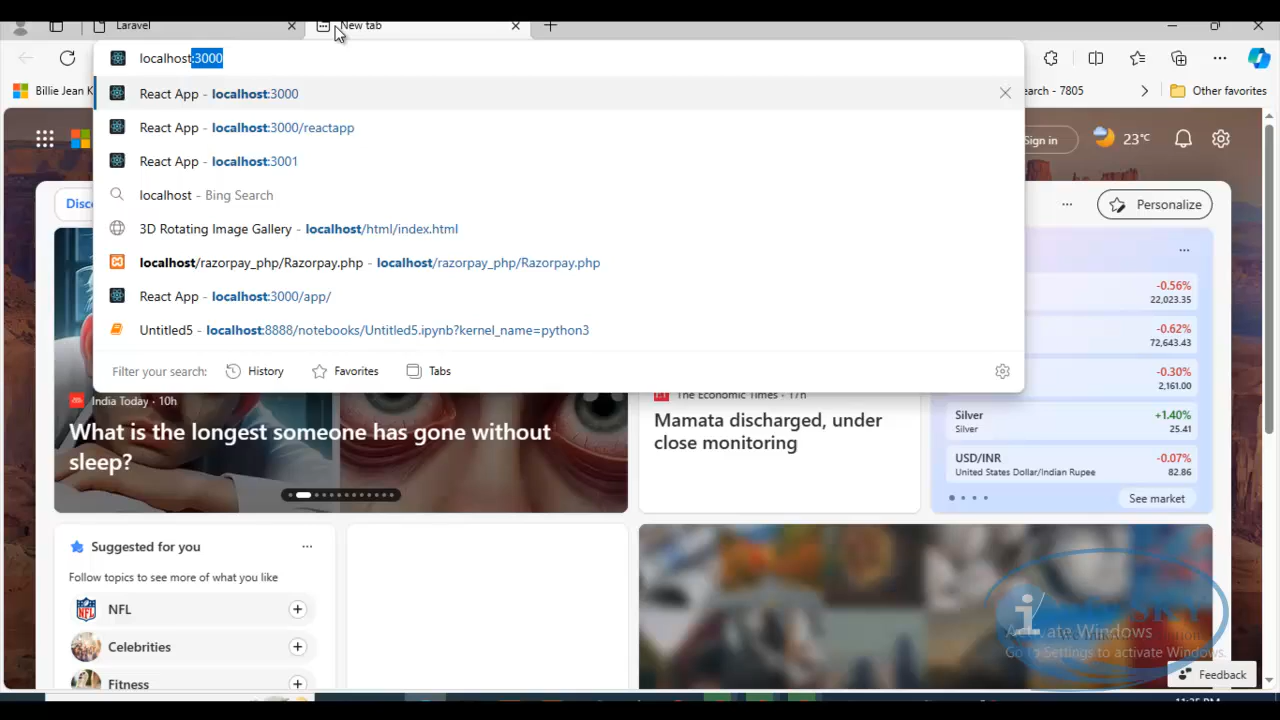 Laravel
New tab
localhost:3000
React App - localhost:3000
React App - localhost:3000/reactapp
React App - localhost:3001
localhost - Bing Search
3D Rotating Image Gallery - localhost/html/index.html
localhost/razorpay_php/Razorpay.php - localhost/razorpay_php/Razorpay.php
React App - localhost:3000/app/
Untitled5 - localhost:8888/notebooks/Untitled5.ipynb?kernel_name=python3
Filter your search: History Favorites Tabs
Billie Jean K
earch - 7805
Other favorites
Sign in
23°C
Disco
Personalize
-0.56%
22,023.35
-0.62%
72,643.43
-0.30%
2,161.00
Silver +1.40%
Silver 25.41
USD/INR -0.07%
United States Dollar/Indian Rupee 82.86
See market
India Today · 10h
What is the longest someone has gone without
sleep?
The Economic Times · 17h
Mamata discharged, under
close monitoring
Suggested for you
Follow topics to see more of what you like
NFL
Celebrities
Fitness
Activate Windows
Go to Settings to activate Windows.
Feedback
11:25 PM